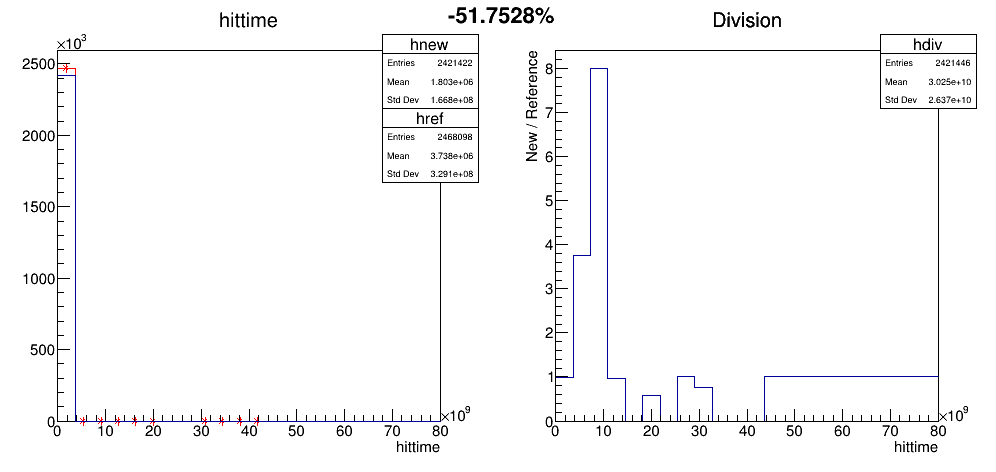 -51.7528%
hittime
×10³
2500
2000
1500
1000
500
0
0 10 20 30 40 50 60 70 80
×10⁹
hittime
hnew
Entries 2421422
Mean 1.803e+06
Std Dev 1.668e+08
href
Entries 2468098
Mean 3.738e+06
Std Dev 3.291e+08
Division
New / Reference
8
7
6
5
4
3
2
1
0
0 10 20 30 40 50 60 70 80
×10⁹
hittime
hdiv
Entries 2421446
Mean 3.025e+10
Std Dev 2.637e+10